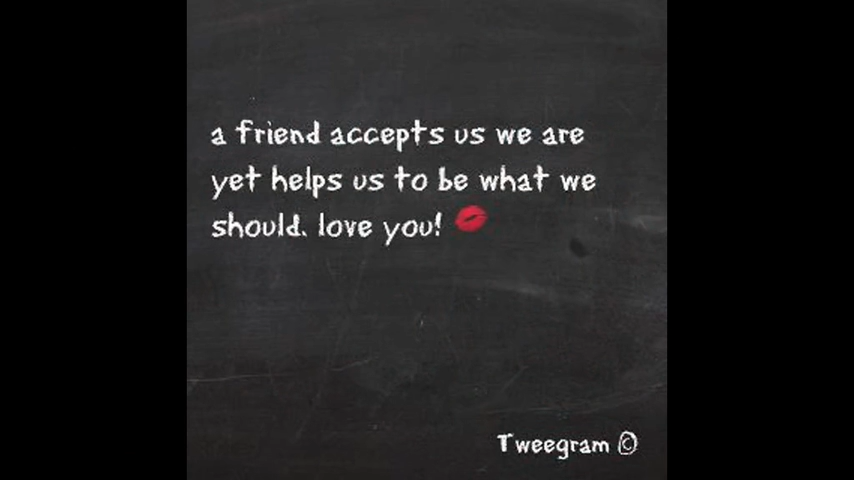 a friend accepts us we are
yet helps us to be what we
should. love you! 💋
Tweegram ©